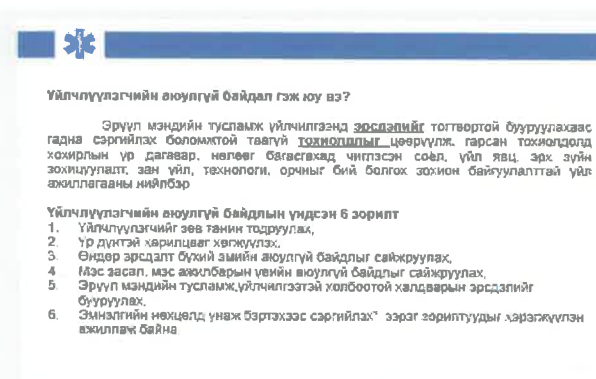 Үйлчлүүлэгчийн аюулгүй байдал гэж юу вэ?
Эрүүл мэндийн тусламж үйлчилгээнд эрсдэлийг тогтвортой бууруулахаас
гадна сэргийлэх боломжтой таагүй тохиолдлыг цөөрүүлж, гарсан тохиолдолд
хохирлын үр дагавар, нөлөөг багасгахад чиглэсэн соёл, үйл явц, эрх зүйн
зохицуулалт, зан үйл, технологи, орчныг бий болгох зохион байгуулалттай үйл
ажиллагааны нийлбэр
Үйлчлүүлэгчийн аюулгүй байдлын үндсэн 6 зорилт
1. Үйлчлүүлэгчийг зөв танин тодруулах,
2. Үр дүнтэй харилцааг хөгжүүлэх,
3. Өндөр эрсдэлт бүхий эмийн аюулгүй байдлыг сайжруулах,
4. Мэс засал, мэс ажилбарын үеийн аюулгүй байдлыг сайжруулах,
5. Эрүүл мэндийн тусламж,үйлчилгээтэй холбоотой халдварын эрсдэлийг
бууруулах,
6. Эмнэлгийн нөхцөлд унаж бэртэхээс сэргийлэх" зэрэг зорилтуудыг хэрэгжүүлэн
ажиллаж байна